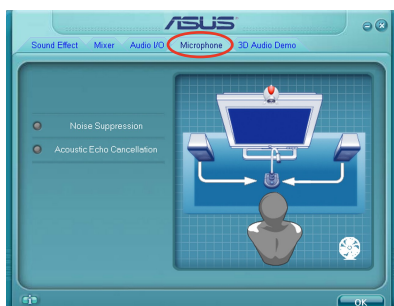 ASUS
Sound Effect Mixer Audio I/O Microphone 3D Audio Demo
Noise Suppression
Acoustic Echo Cancellation
OK